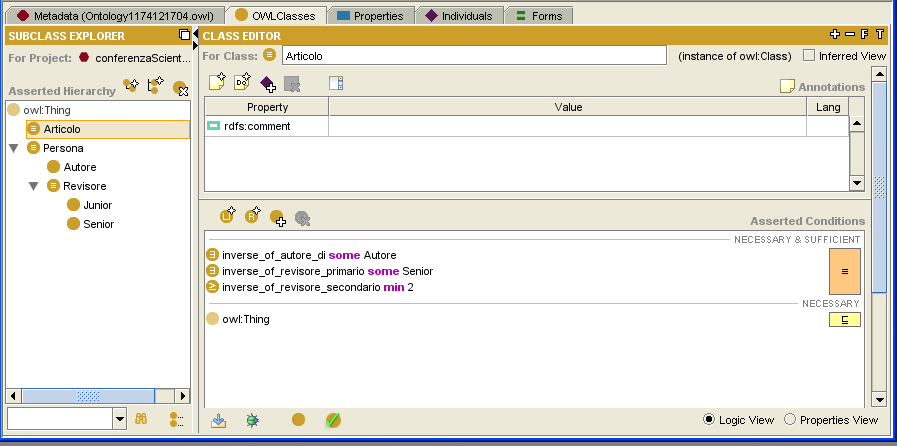 Metadata (Ontology1174121704.owl) OWLClasses Properties Individuals Forms
SUBCLASS EXPLORER
For Project: conferenzaScient...
Asserted Hierarchy
owl:Thing
Articolo
Persona
Autore
Revisore
Junior
Senior
CLASS EDITOR
F T
For Class: Articolo (instance of owl:Class) Inferred View
Annotations
Property Value Lang
rdfs:comment
Asserted Conditions
NECESSARY & SUFFICIENT
inverse_of_autore_di some Autore
inverse_of_revisore_primario some Senior
inverse_of_revisore_secondario min 2
NECESSARY
owl:Thing
Logic View Properties View